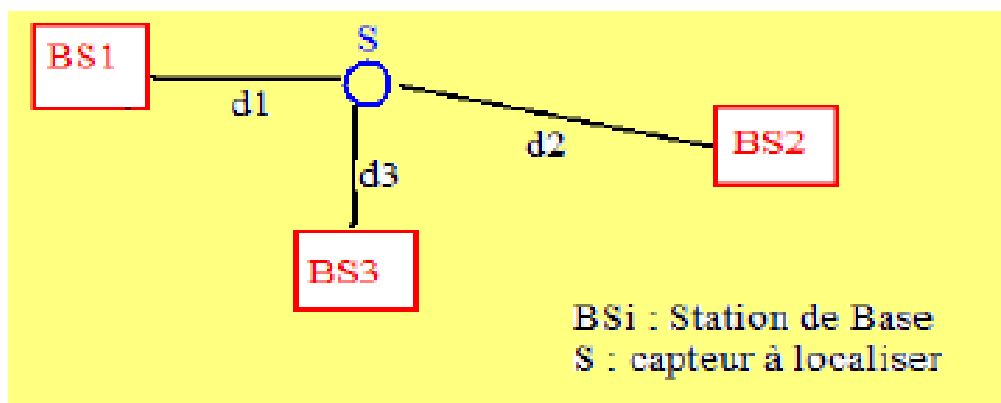 S
BS1
d1
d2
BS2
d3
BS3
BSi : Station de Base
S : capteur à localiser